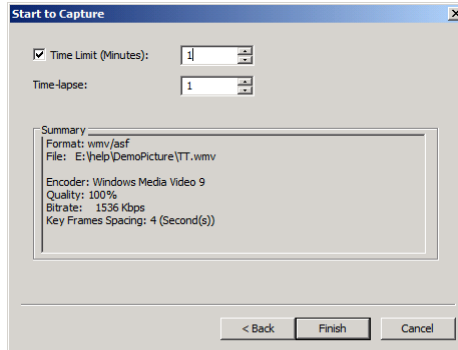 Start to Capture
Time Limit (Minutes): 1
Time-lapse: 1
Summary
Format: wmv/asf
File: E:\help\DemoPicture\TT.wmv
Encoder: Windows Media Video 9
Quality: 100%
Bitrate: 1536 Kbps
Key Frames Spacing: 4 (Second(s))
< Back Finish Cancel